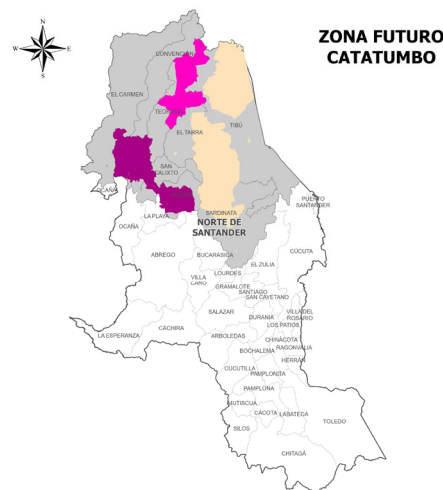 ZONA FUTURO
CATATUMBO
N
W
E
S
CONVENCIÓN
EL CARMEN
TEORAMA
EL TARRA
TIBÚ
SAN
CALIXTO
OCAÑA
PUERTO
SANTANDER
LA PLAYA
SARDINATA
NORTE DE
SANTANDER
OCAÑA
CÚCUTA
ABREGO
BUCARASICA
EL ZULIA
LOURDES
VILLA
CARO
GRAMALOTE
SANTIAGO
SAN CAYETANO
SALAZAR
DURANIA
VILLA DEL
ROSARIO
LOS PATIOS
CÁCHIRA
LA ESPERANZA
ARBOLEDAS
CHINÁCOTA
RAGONVALIA
BOCHALEMA
HERRÁN
CUCUTILLA
PAMPLONITA
PAMPLONA
MUTISCUA
CÁCOTA
LABATECA
TOLEDO
SILOS
CHITAGÁ